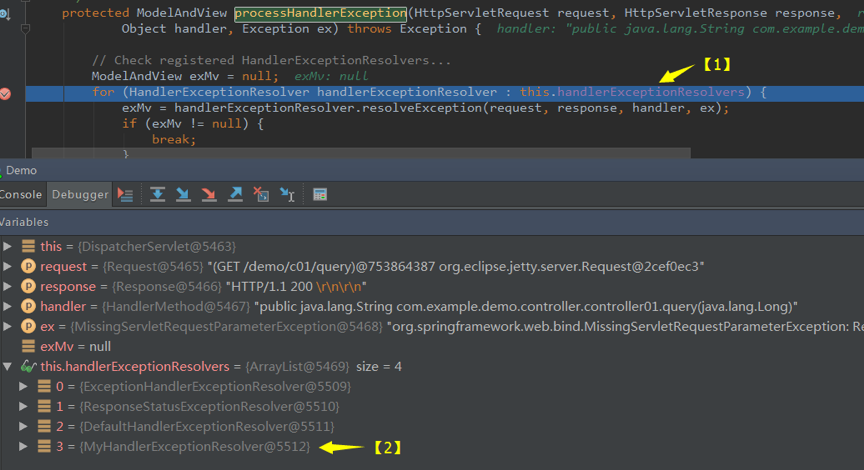 protected ModelAndView processHandlerException(HttpServletRequest request, HttpServletResponse response,
Object handler, Exception ex) throws Exception {  handler: "public java.lang.String com.example.dem
// Check registered HandlerExceptionResolvers...
【1】
ModelAndView exMv = null;  exMv: null
for (HandlerExceptionResolver handlerExceptionResolver : this.handlerExceptionResolvers) {
exMv = handlerExceptionResolver.resolveException(request, response, handler, ex);
if (exMv != null) {
break;
}
Demo
Console Debugger
Variables
this = {DispatcherServlet@5463}
request = {Request@5465} "(GET /demo/c01/query)@753864387 org.eclipse.jetty.server.Request@2cef0ec3"
response = {Response@5466} "HTTP/1.1 200 \r\n\r\n"
handler = {HandlerMethod@5467} "public java.lang.String com.example.demo.controller.controller01.query(java.lang.Long)"
ex = {MissingServletRequestParameterException@5468} "org.springframework.web.bind.MissingServletRequestParameterException: Re
exMv = null
this.handlerExceptionResolvers = {ArrayList@5469} size = 4
0 = {ExceptionHandlerExceptionResolver@5509}
1 = {ResponseStatusExceptionResolver@5510}
2 = {DefaultHandlerExceptionResolver@5511}
3 = {MyHandlerExceptionResolver@5512} 【2】